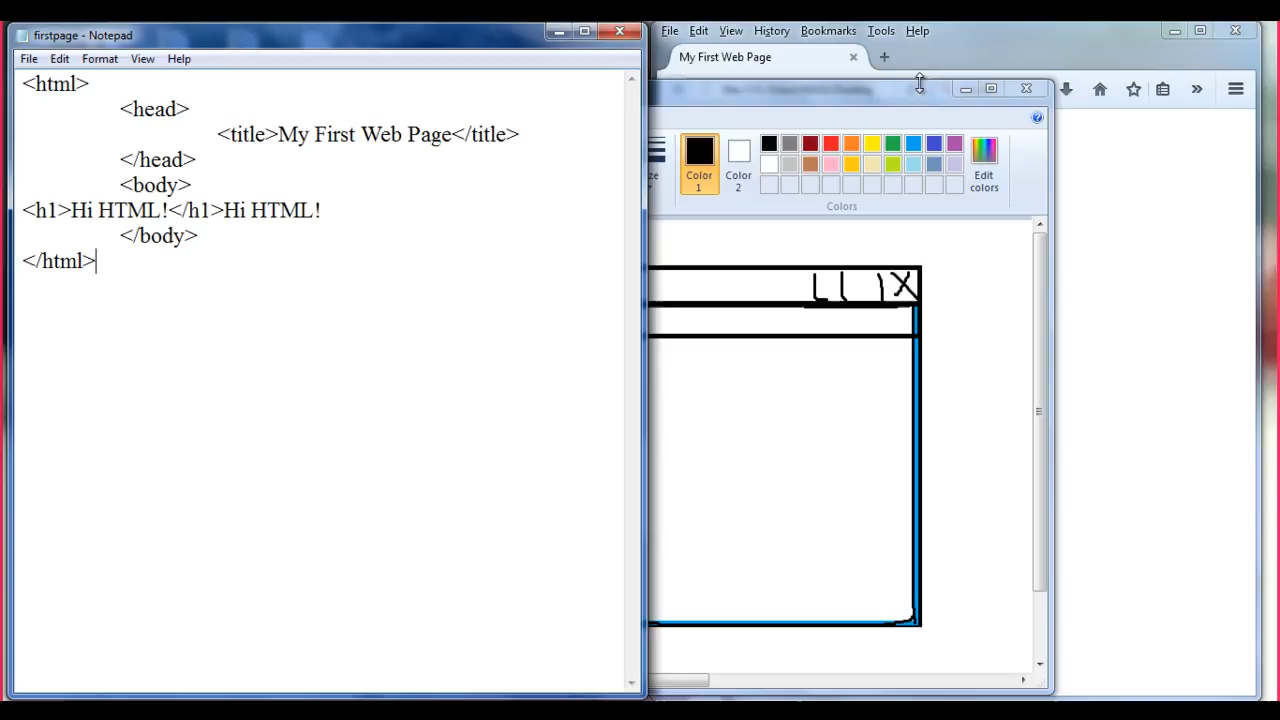 firstpage - Notepad
File Edit Format View Help
<html>
<head>
<title>My First Web Page</title>
</head>
<body>
<h1>Hi HTML!</h1>Hi HTML!
</body>
</html>
File Edit View History Bookmarks Tools Help
My First Web Page
Color 1
Color 2
Edit colors
Colors